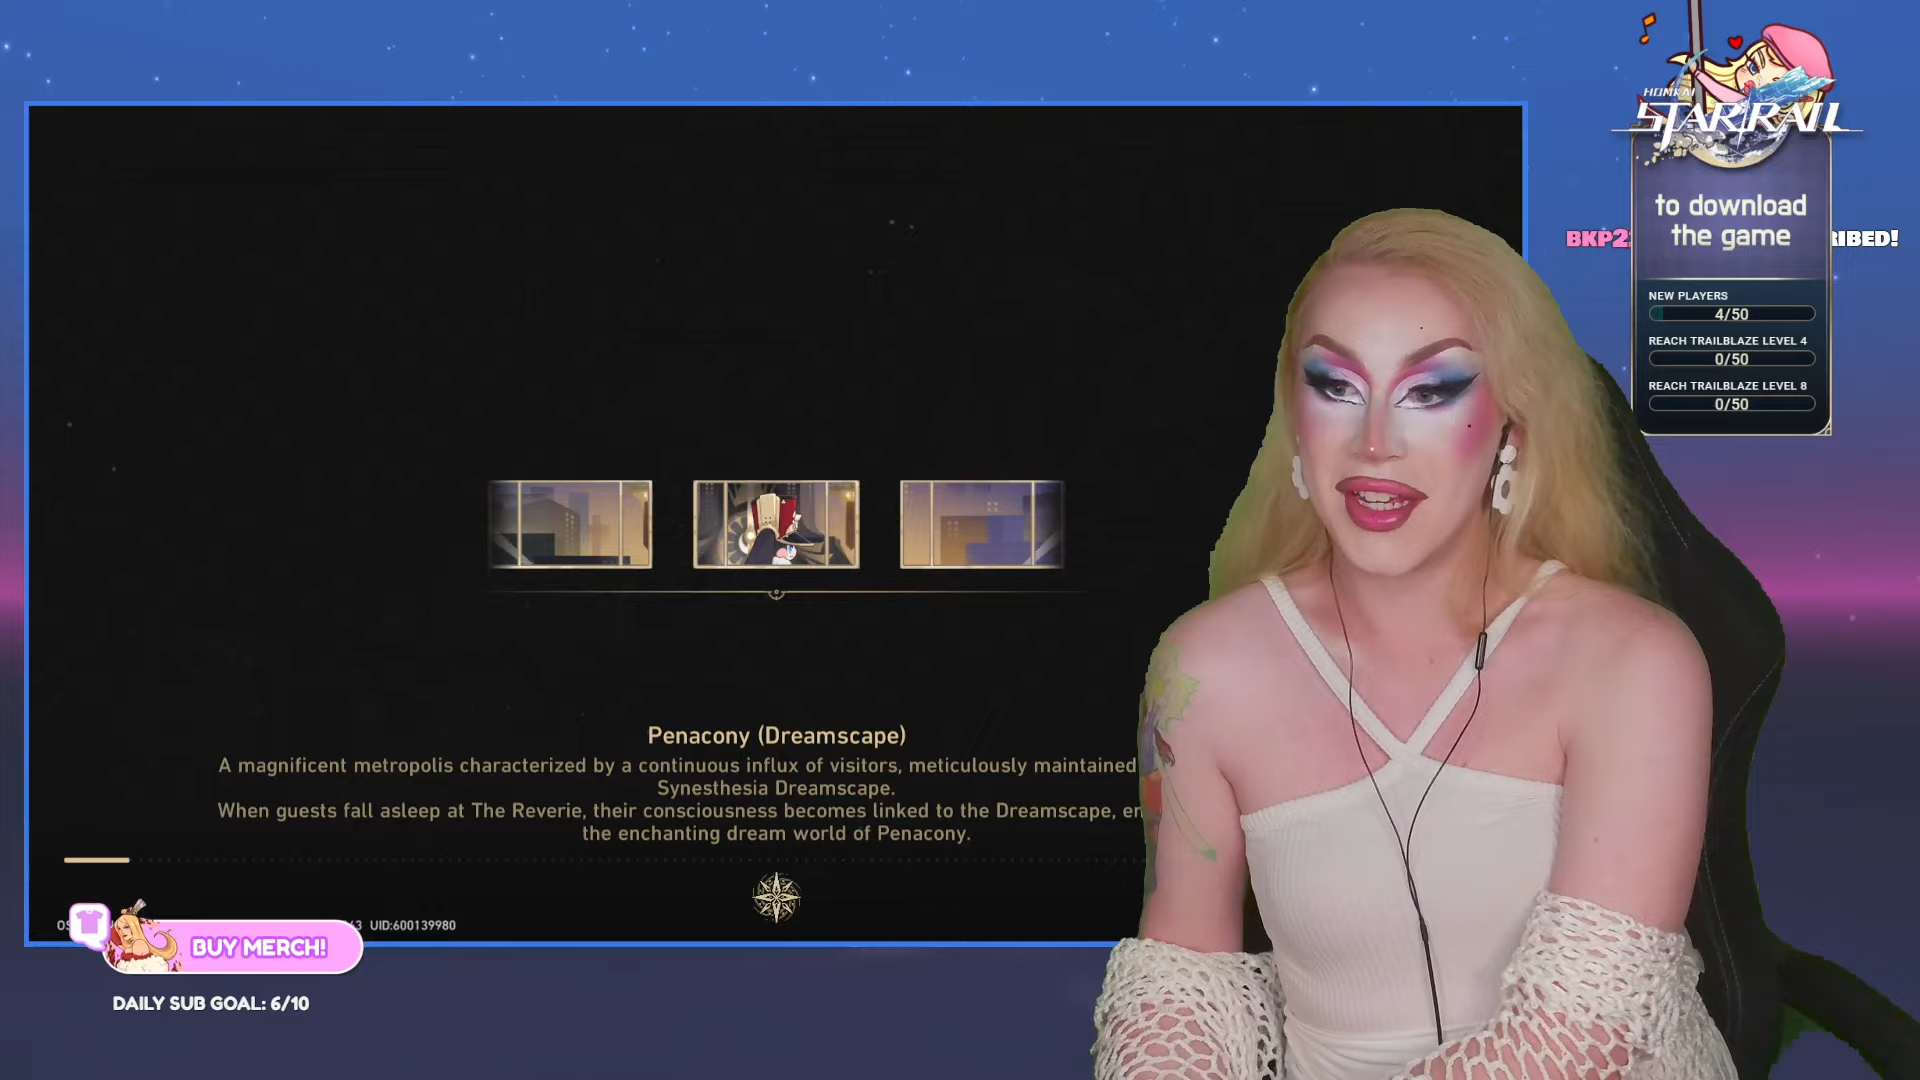 HONKAI
STAR RAIL
to download
the game
BKP2
RIBED!
NEW PLAYERS
4/50
REACH TRAILBLAZE LEVEL 4
0/50
REACH TRAILBLAZE LEVEL 8
0/50
Penacony (Dreamscape)
A magnificent metropolis characterized by a continuous influx of visitors, meticulously maintained
Synesthesia Dreamscape.
When guests fall asleep at The Reverie, their consciousness becomes linked to the Dreamscape, en
the enchanting dream world of Penacony.
UID:600139980
BUY MERCH!
DAILY SUB GOAL: 6/10